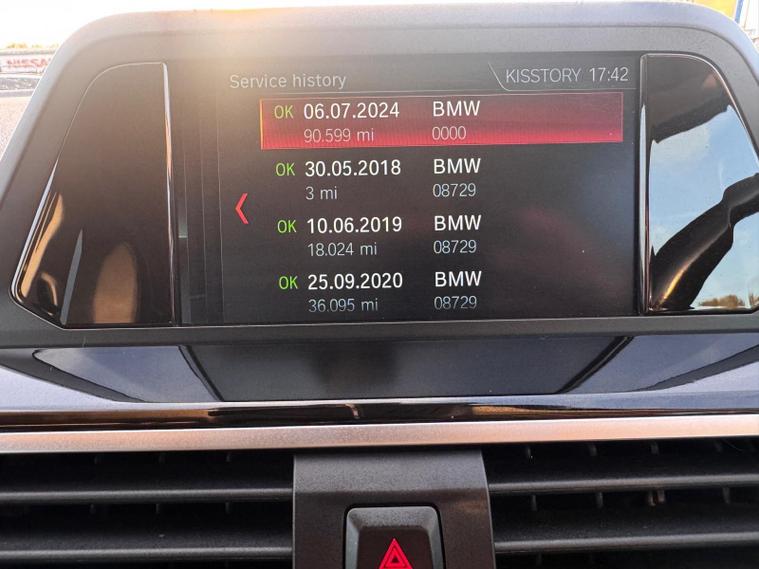 NISSAN
Service history
KISSTORY 17:42
OK 06.07.2024 BMW
90.599 mi 0000
OK 30.05.2018 BMW
3 mi 08729
OK 10.06.2019 BMW
18.024 mi 08729
OK 25.09.2020 BMW
36.095 mi 08729